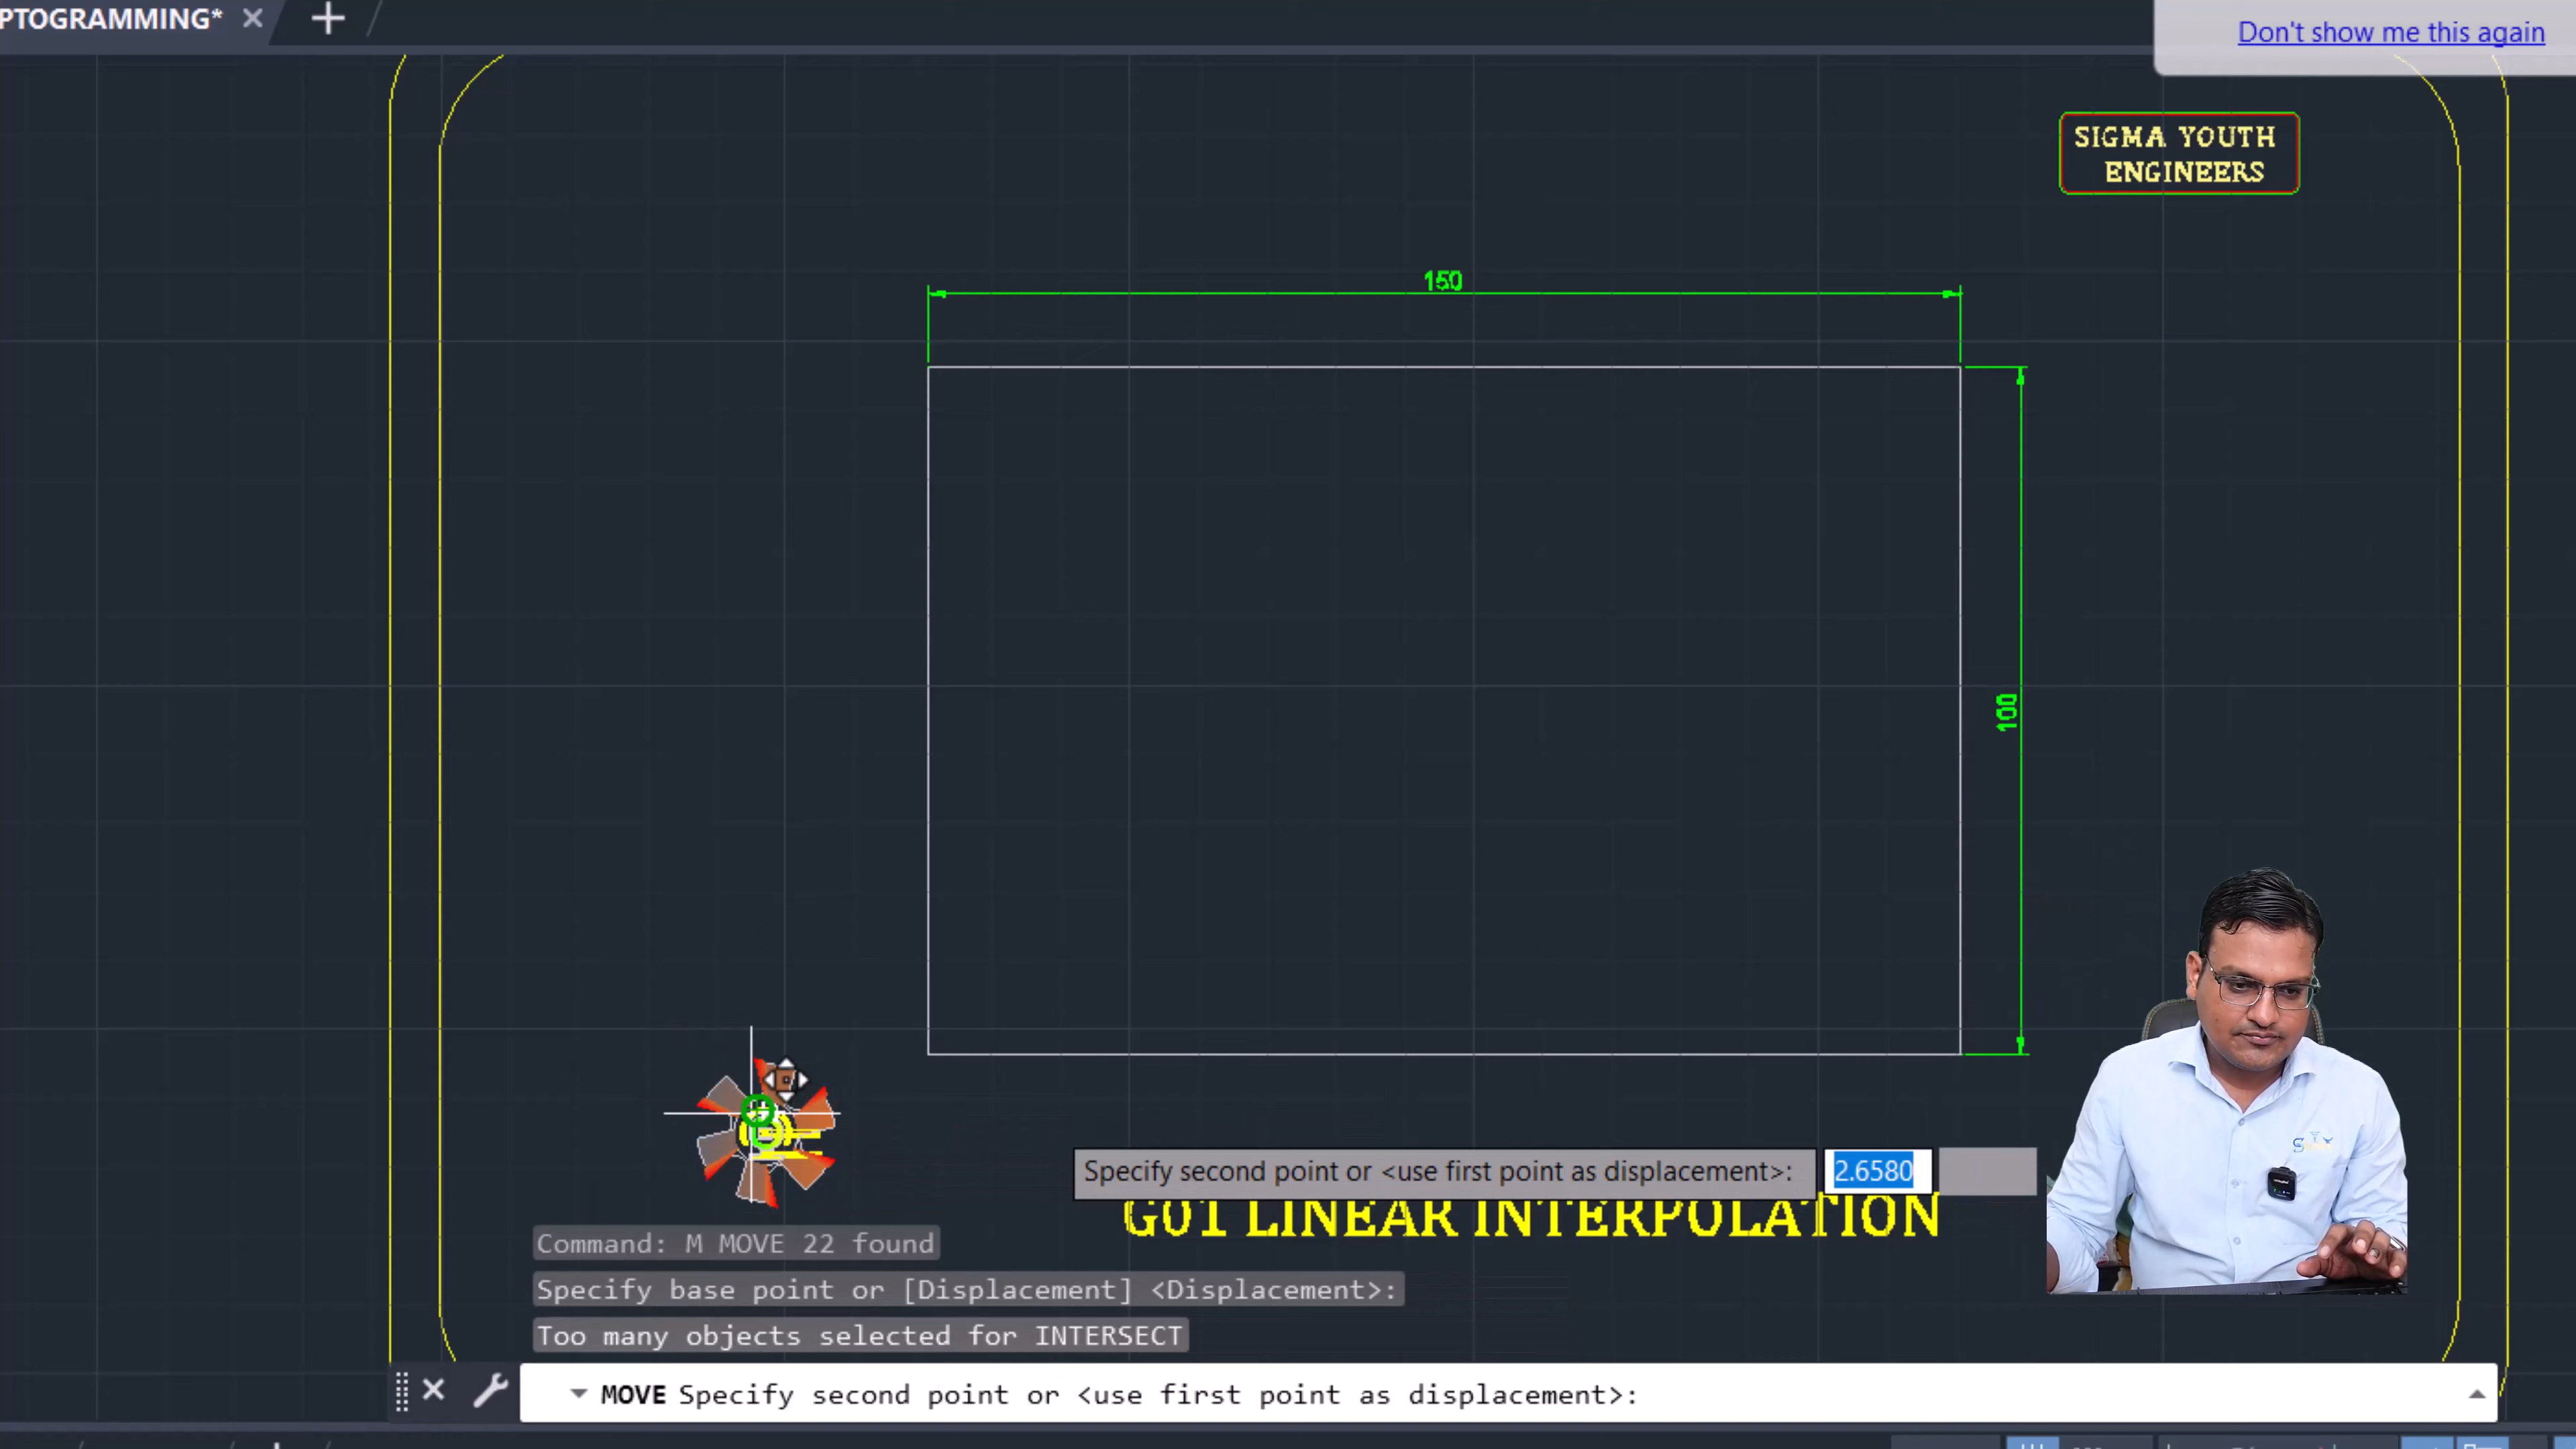 PTOGRAMMING*
Don't show me this again
SIGMA YOUTH
ENGINEERS
150
100
Specify second point or <use first point as displacement>: 2.6580
G01 LINEAR INTERPOLATION
Command: M MOVE 22 found
Specify base point or [Displacement] <Displacement>:
Too many objects selected for INTERSECT
MOVE Specify second point or <use first point as displacement>: